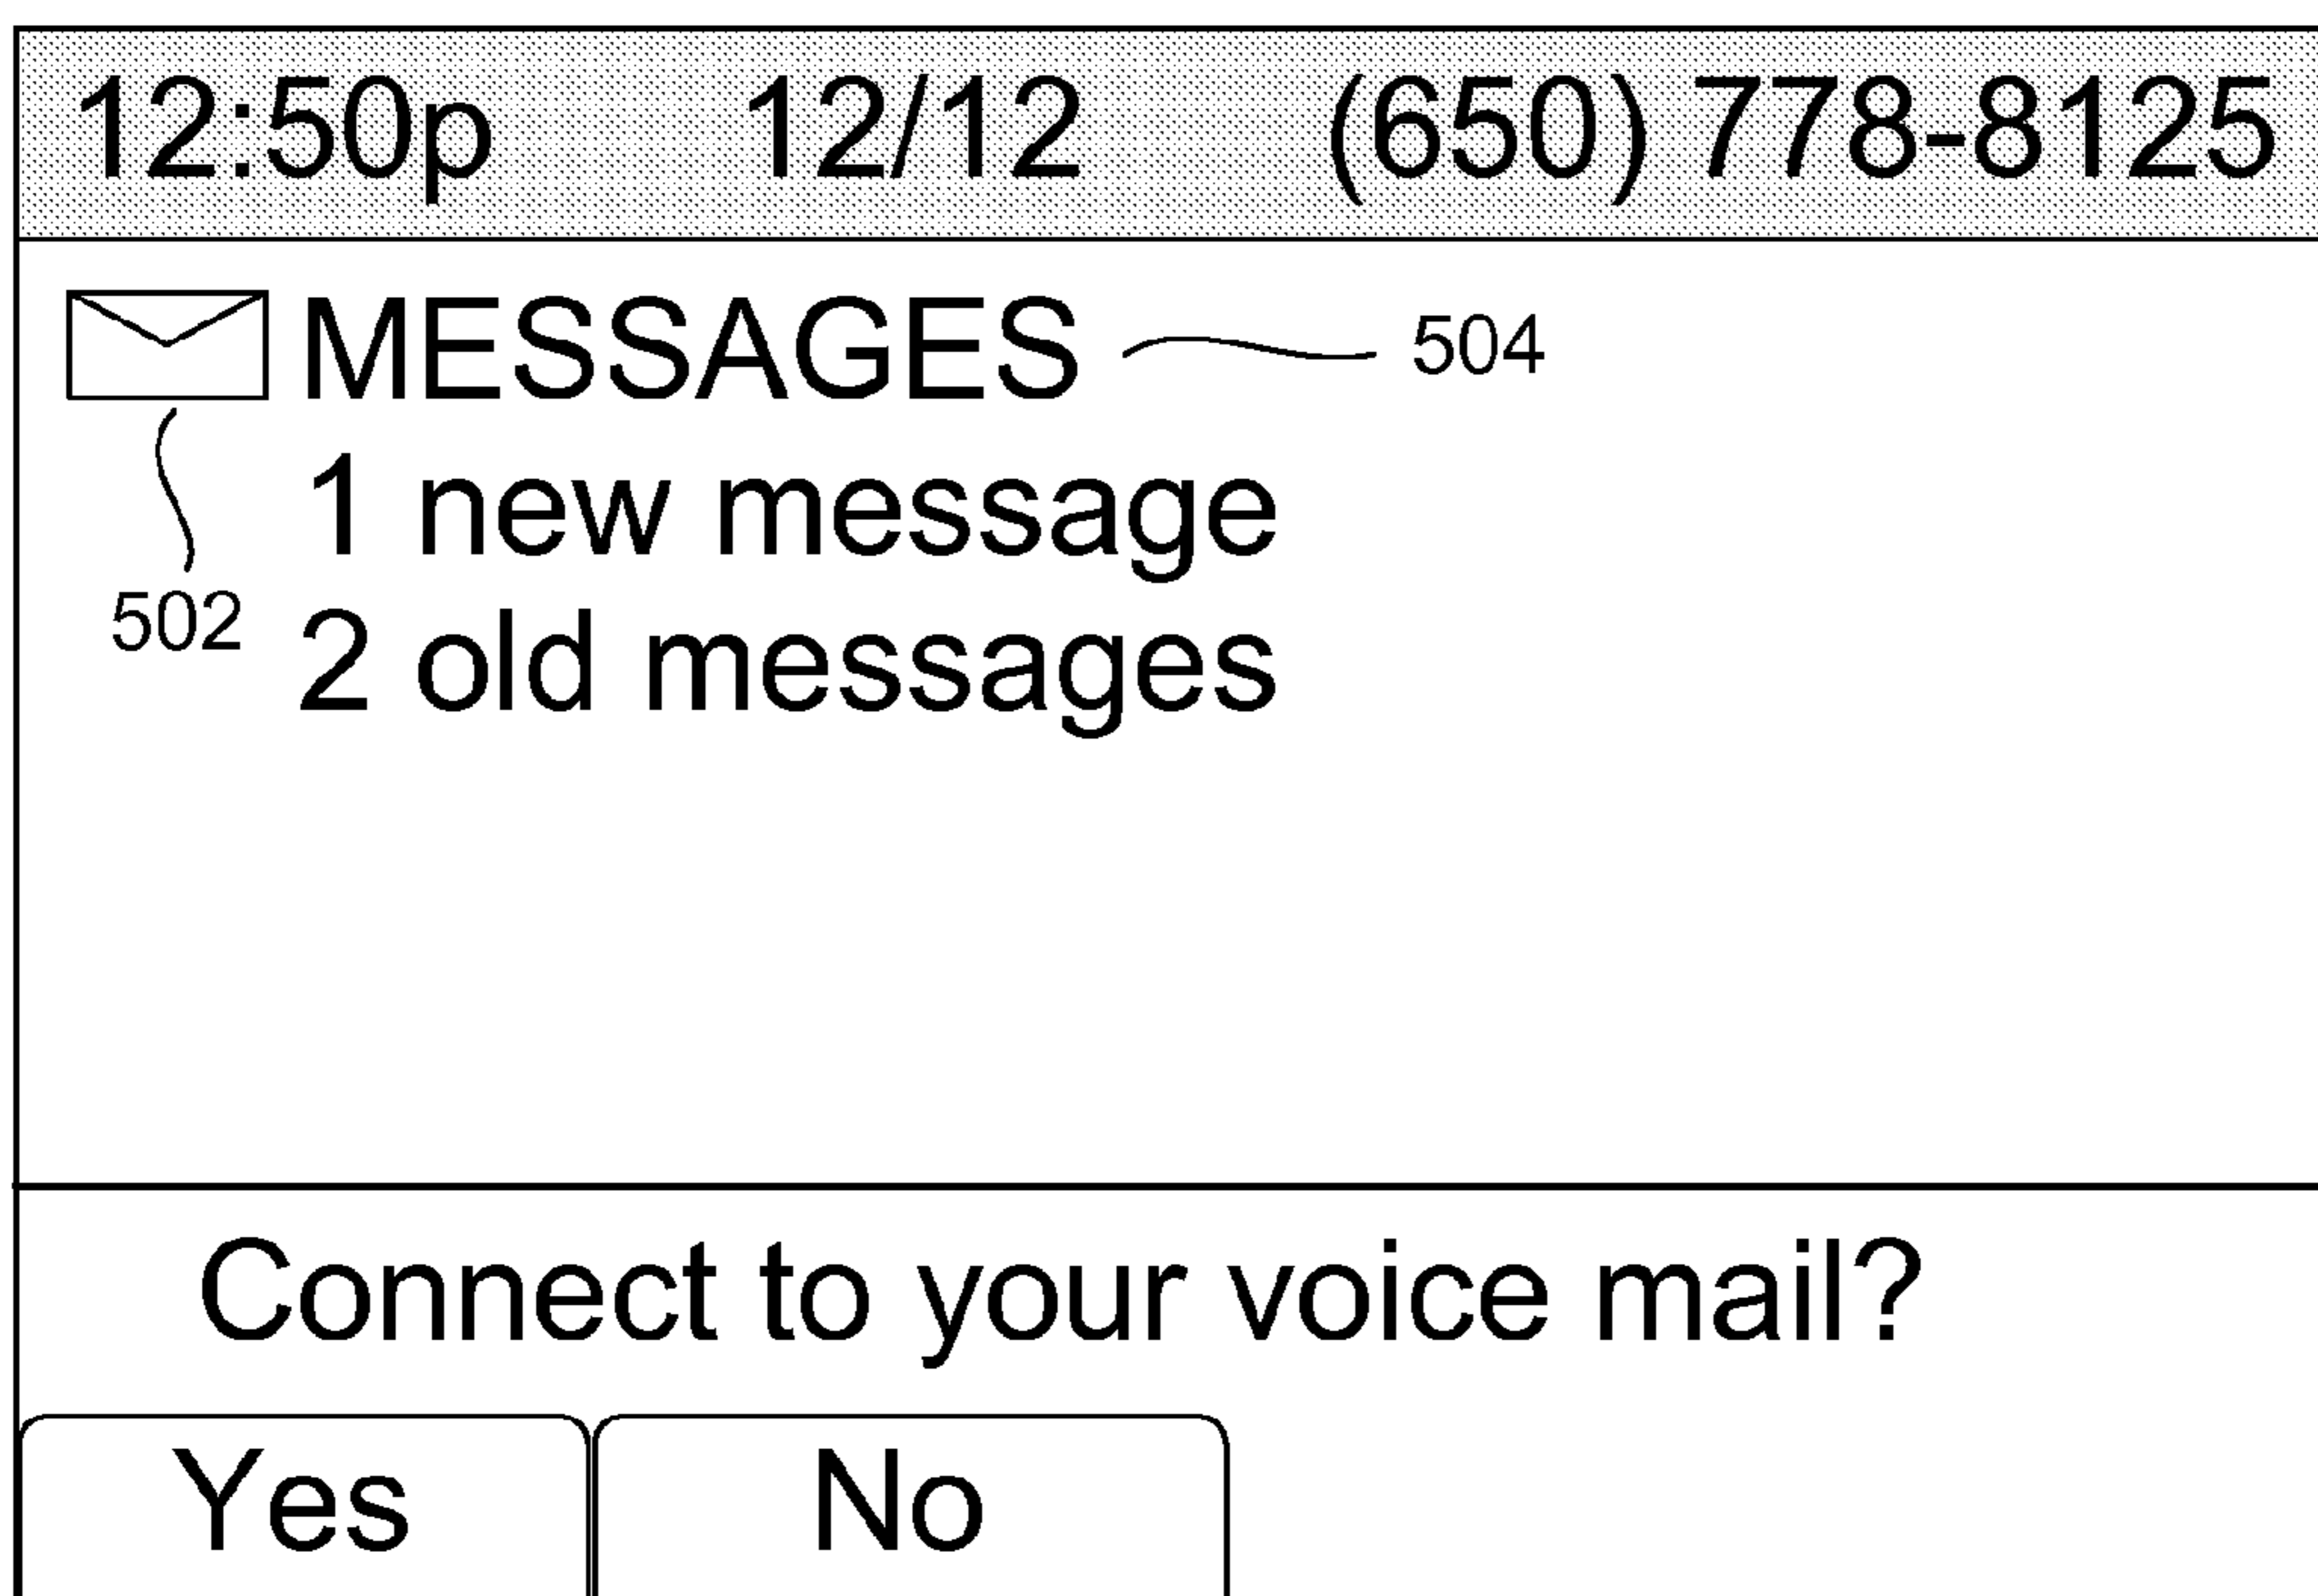 12:50p 12/12 (650) 778-8125
MESSAGES 504
1 new message
502
2 old messages
Connect to your voice mail?
Yes No